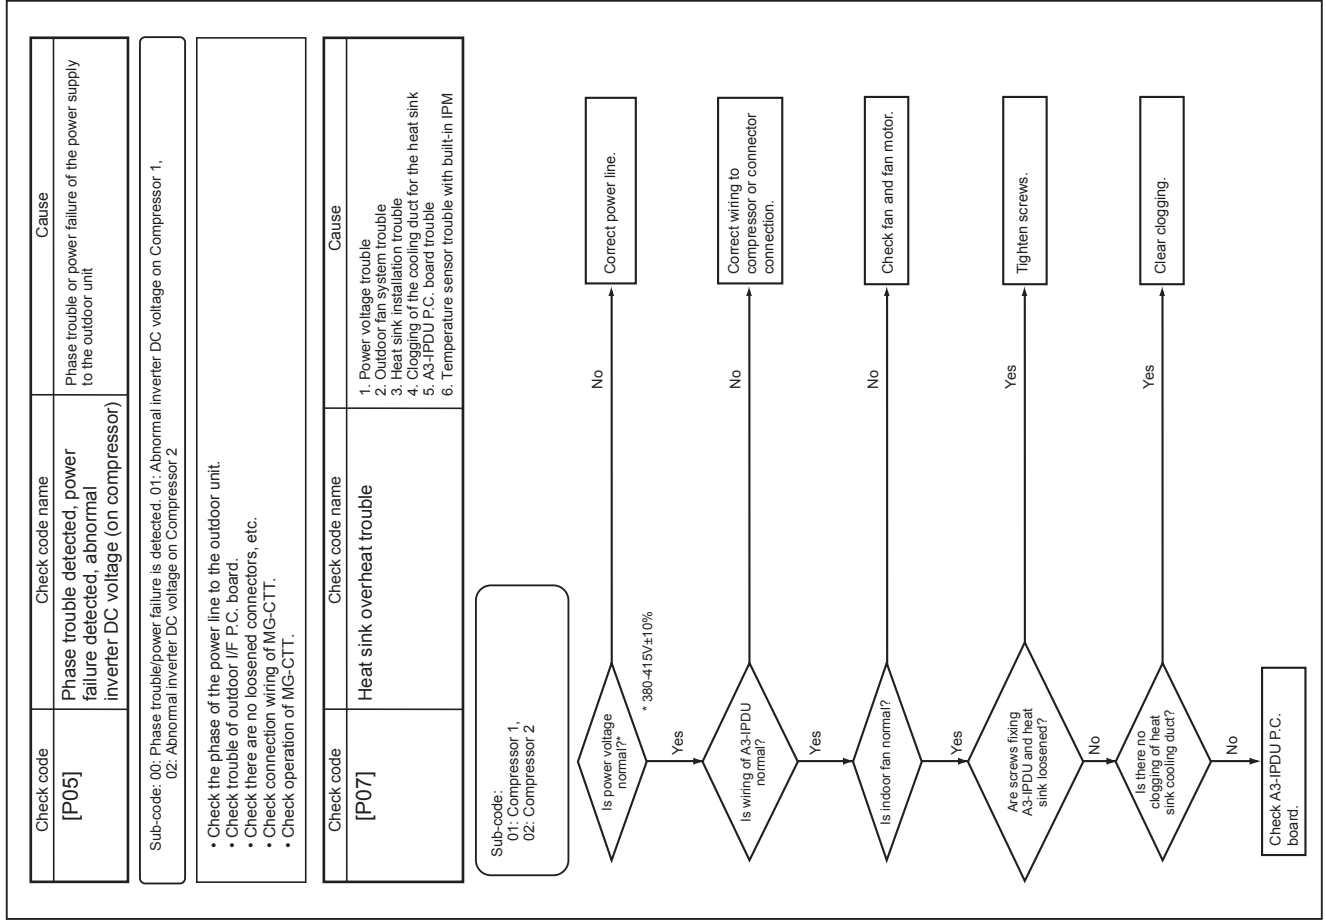 Check code
Check code name
Cause
[P05]
Phase trouble detected, power
failure detected, abnormal
inverter DC voltage (on compressor)
Phase trouble or power failure of the power supply
to the outdoor unit
Sub-code: 00: Phase trouble/power failure is detected. 01: Abnormal inverter DC voltage on Compressor 1,
02: Abnormal inverter DC voltage on Compressor 2
• Check the phase of the power line to the outdoor unit.
• Check trouble of outdoor I/F P.C. board.
• Check there are no loosened connectors, etc.
• Check connection wiring of MG-CTT.
• Check operation of MG-CTT.
Check code
Check code name
Cause
[P07]
Heat sink overheat trouble
1. Power voltage trouble
2. Outdoor fan system trouble
3. Heat sink installation trouble
4. Clogging of the cooling duct for the heat sink
5. A3-IPDU P.C. board trouble
6. Temperature sensor trouble with built-in IPM
Sub-code:
01: Compressor 1,
02: Compressor 2
Is power voltage
normal?*
No
Correct power line.
* 380-415V±10%
Yes
Is wiring of A3-IPDU
normal?
No
Correct wiring to
compressor or connector
connection.
Yes
Is indoor fan normal?
No
Check fan and fan motor.
Yes
Are screws fixing
A3-IPDU and heat
sink loosened?
Yes
Tighten screws.
No
Is there no
clogging of heat
sink cooling duct?
Yes
Clear clogging.
No
Check A3-IPDU P.C.
board.